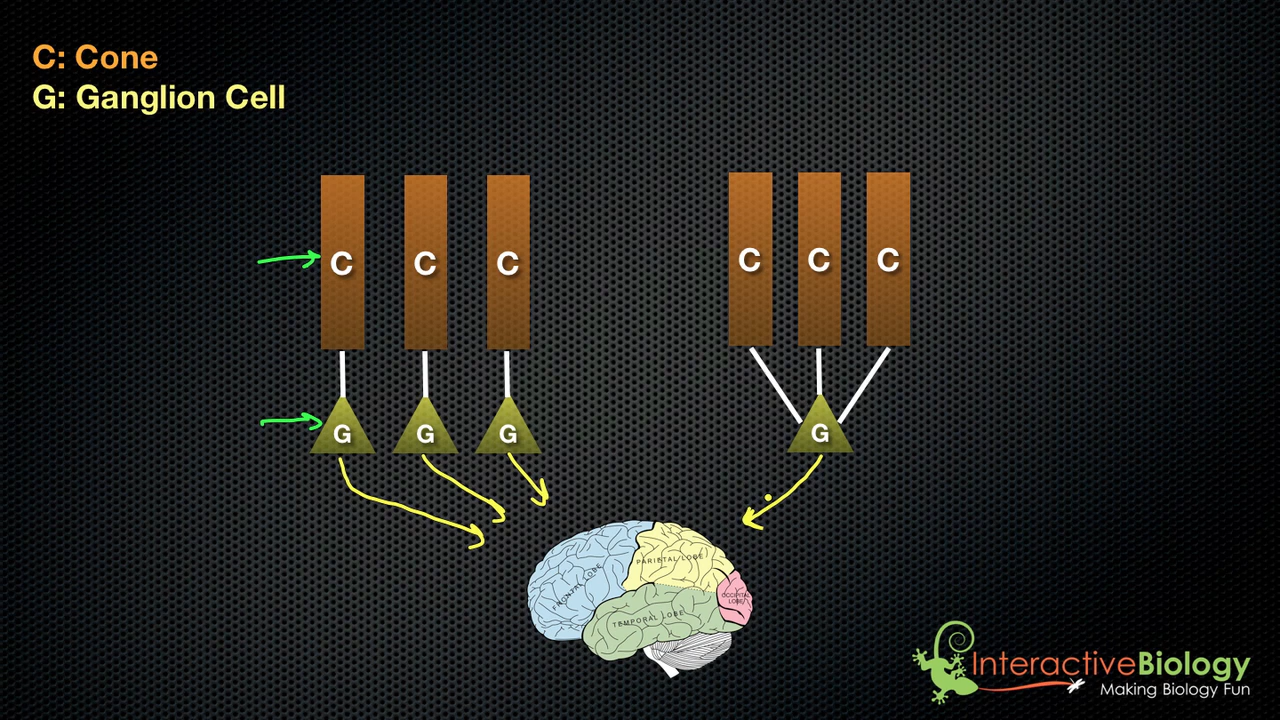 C: Cone
G: Ganglion Cell
C C C C C C
G G G G
FRONTAL LOBE
PARIETAL LOBE
OCCIPITAL
LOBE
TEMPORAL LOBE
InteractiveBiology
Making Biology Fun